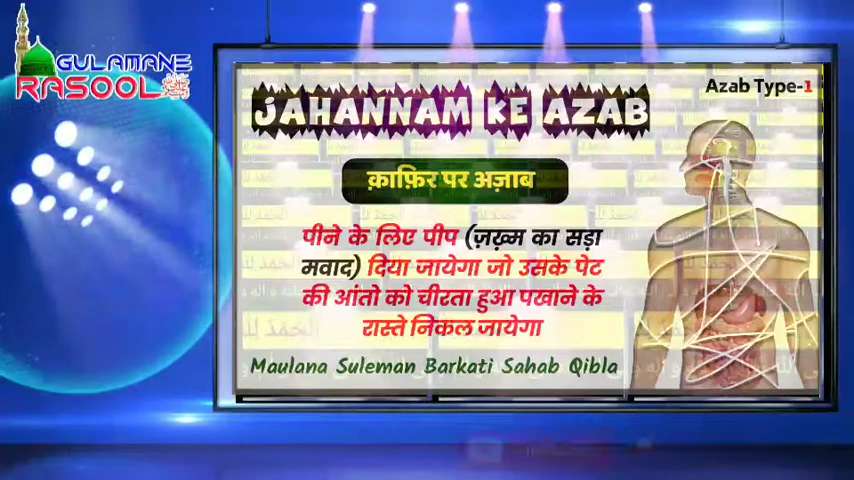 GULAMANE
RASOOL
JAHANNAM KE AZAB
Azab Type-1
क़ाफ़िर पर अज़ाब
पीने के लिए पीप (ज़ख़्म का सड़ा
मवाद) दिया जायेगा जो उसके पेट
की आंतो को चीरता हुआ पखाने के
रास्ते निकल जायेगा
Maulana Suleman Barkati Sahab Qibla